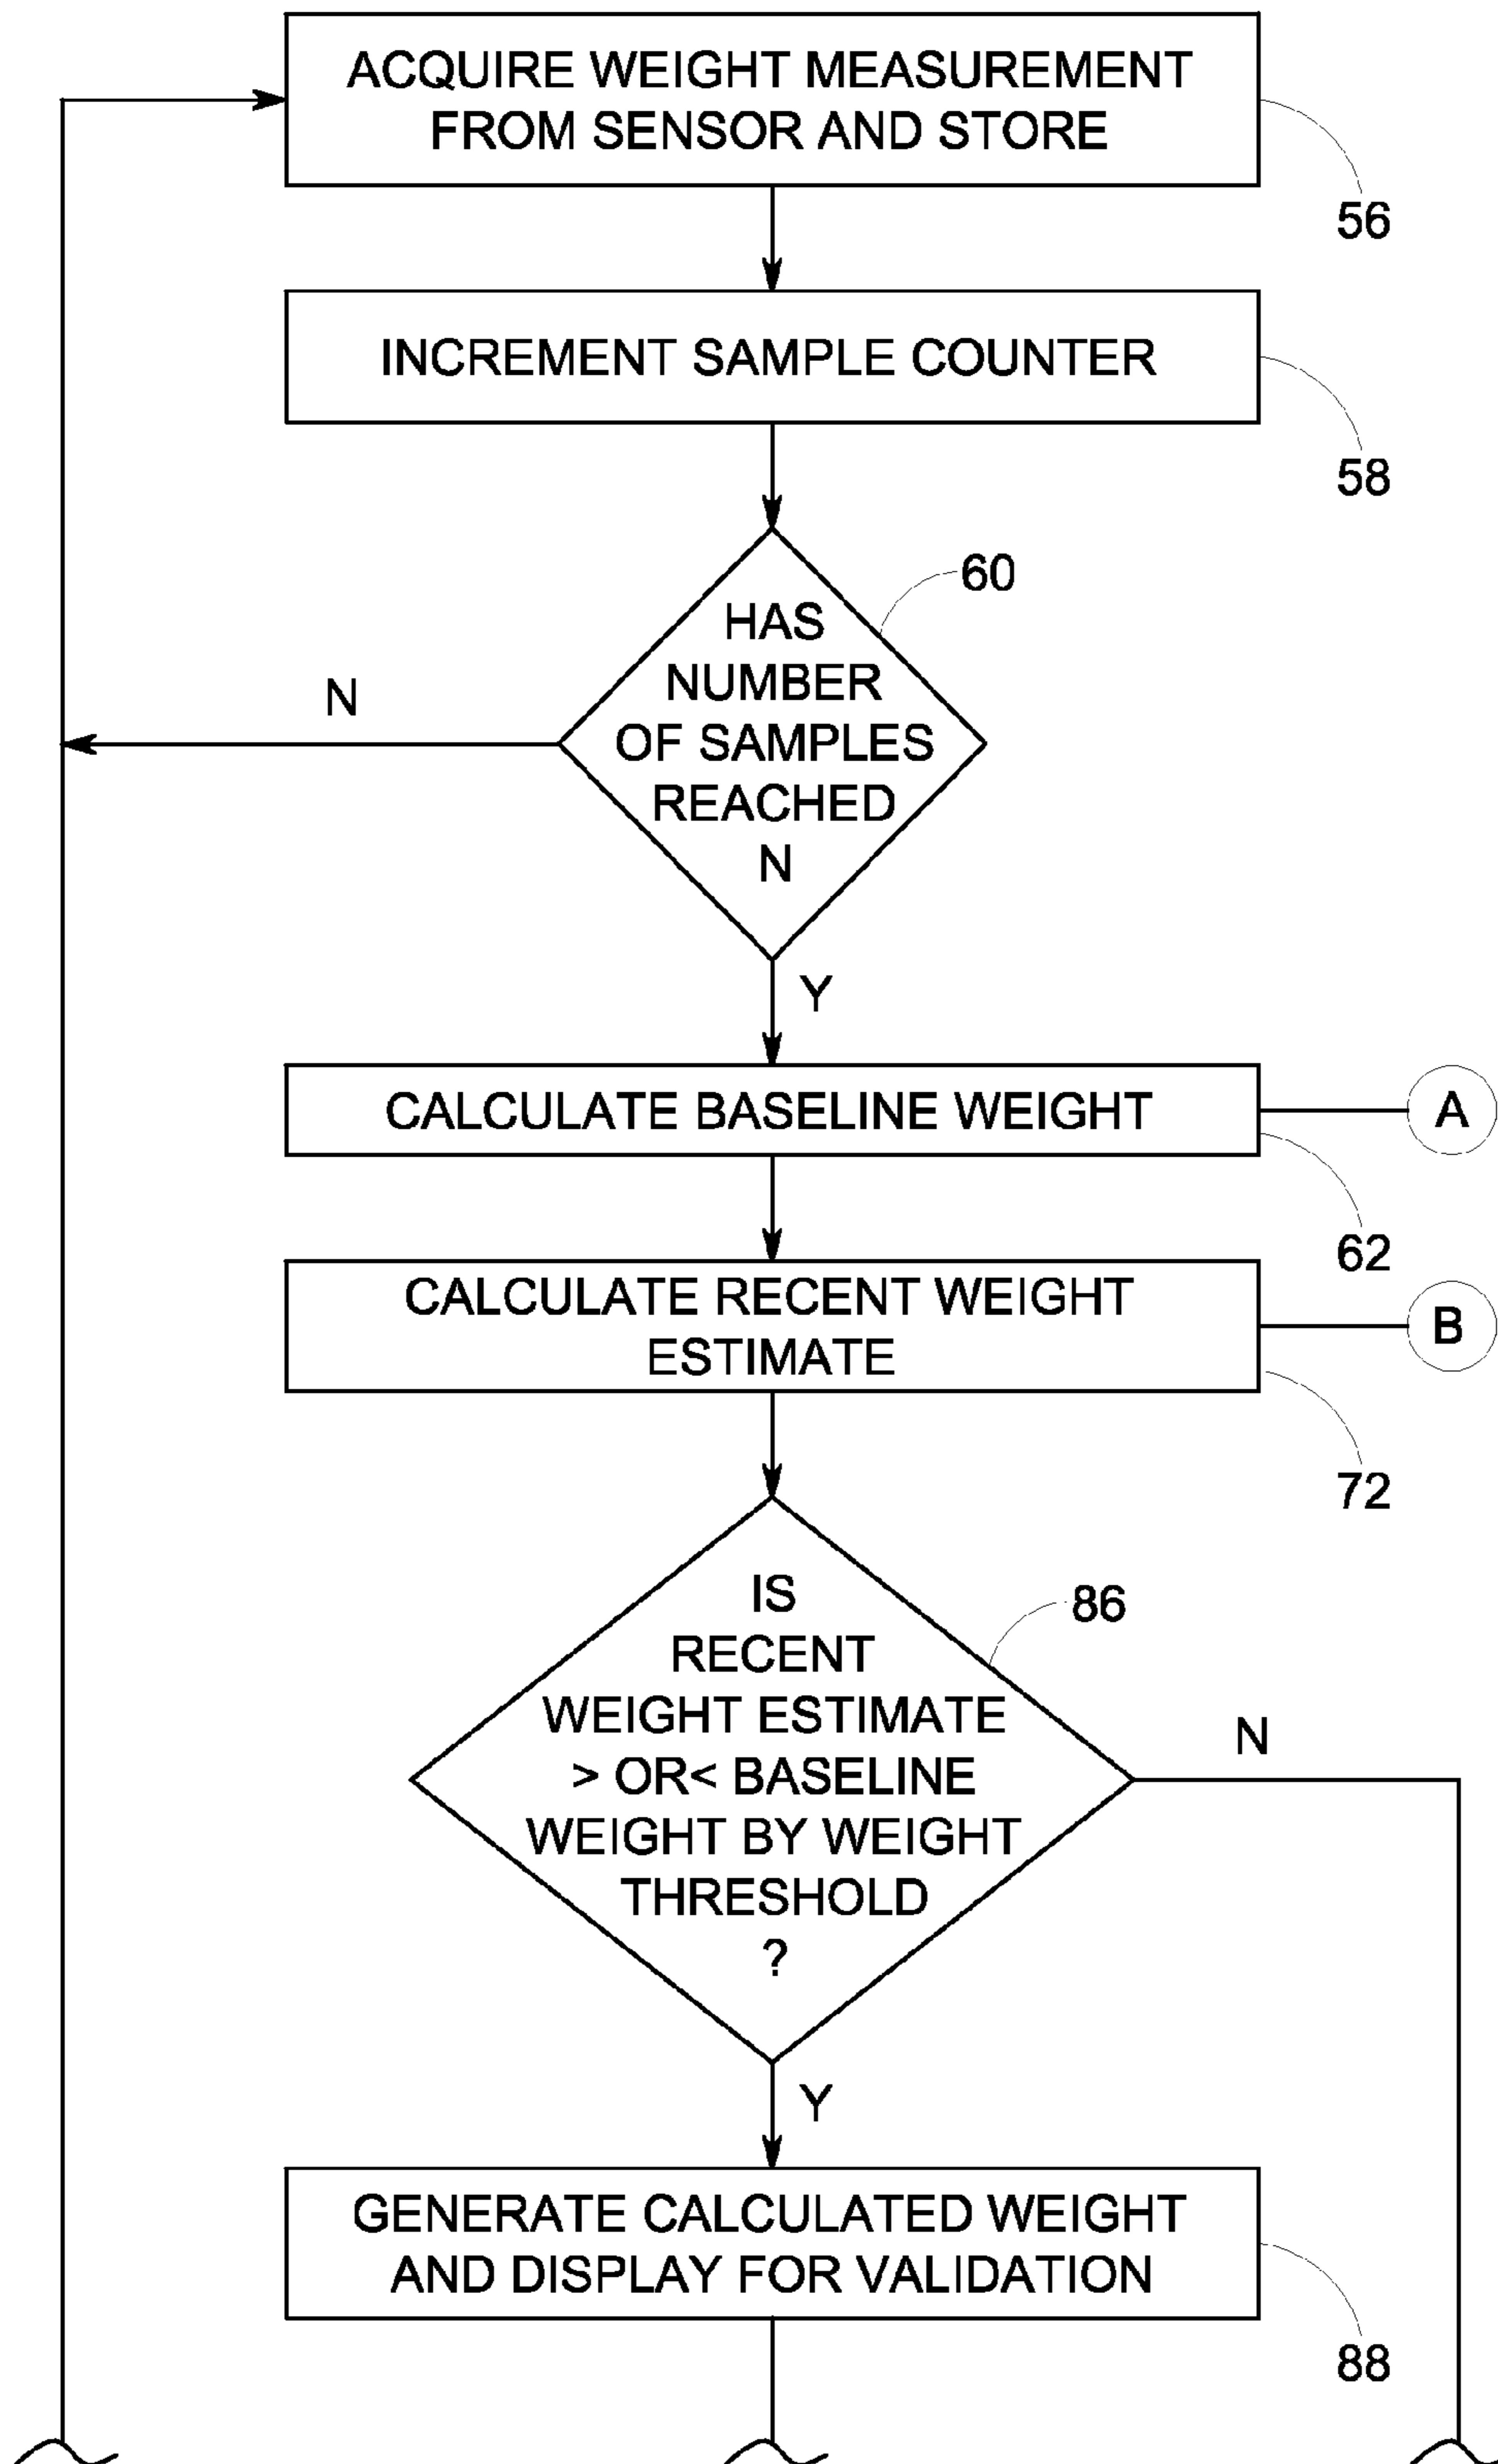 ACQUIRE WEIGHT MEASUREMENT
FROM SENSOR AND STORE
56
INCREMENT SAMPLE COUNTER
58
60
HAS
NUMBER
OF SAMPLES
REACHED
N
N
Y
CALCULATE BASELINE WEIGHT
A
62
CALCULATE RECENT WEIGHT
ESTIMATE
B
72
86
IS
RECENT
WEIGHT ESTIMATE
> OR< BASELINE
WEIGHT BY WEIGHT
THRESHOLD
?
N
Y
GENERATE CALCULATED WEIGHT
AND DISPLAY FOR VALIDATION
88